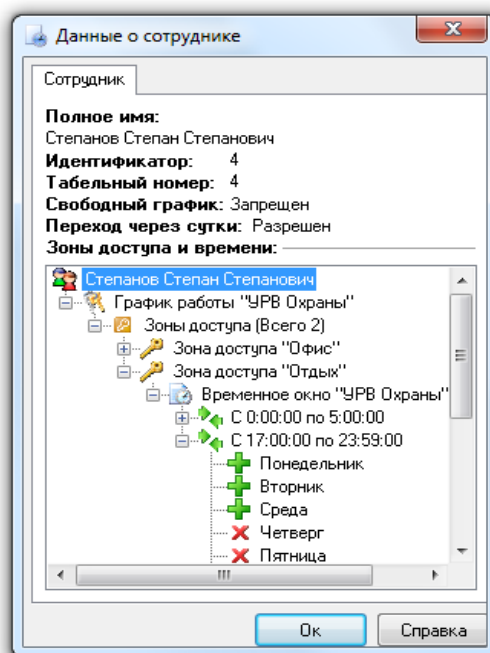 Данные о сотруднике
Сотрудник
Полное имя:
Степанов Степан Степанович
Идентификатор: 4
Табельный номер: 4
Свободный график: Запрещен
Переход через сутки: Разрешен
Зоны доступа и времени:
Степанов Степан Степанович
График работы "УРВ Охраны"
Зоны доступа (Всего 2)
Зона доступа "Офис"
Зона доступа "Отдых"
Временное окно "УРВ Охраны"
С 0:00:00 по 5:00:00
С 17:00:00 по 23:59:00
Понедельник
Вторник
Среда
Четверг
Пятница
Ок Справка